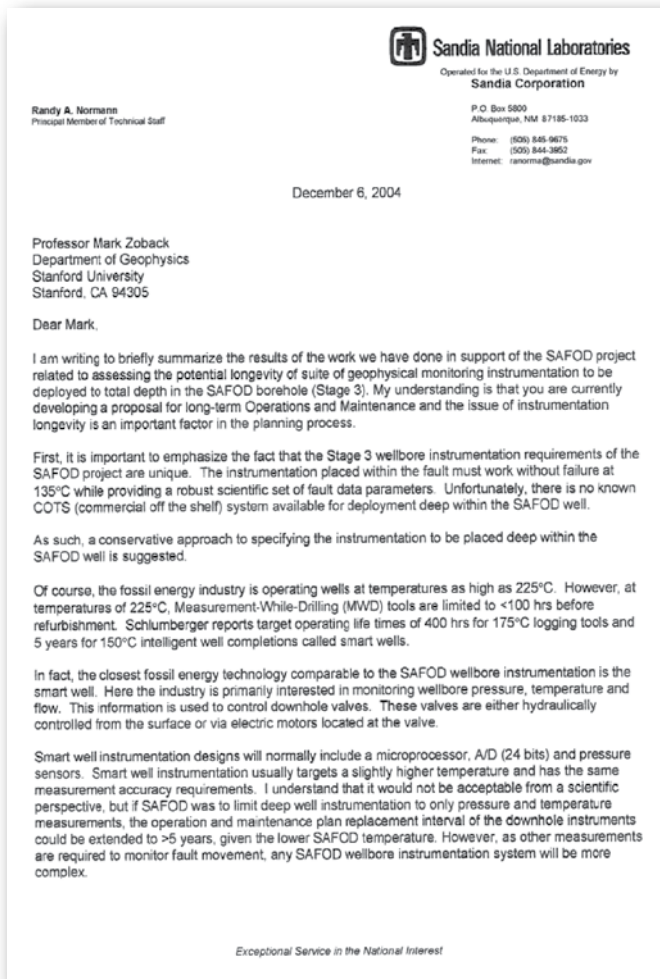 Sandia National Laboratories
Operated for the U.S. Department of Energy by
Sandia Corporation
Randy A. Normann
Principal Member of Technical Staff
P.O. Box 5800
Albuquerque, NM 87185-1033
Phone: (505) 845-9675
Fax: (505) 844-3952
Internet: ranorma@sandia.gov
December 6, 2004
Professor Mark Zoback
Department of Geophysics
Stanford University
Stanford, CA 94305
Dear Mark,
I am writing to briefly summarize the results of the work we have done in support of the SAFOD project
related to assessing the potential longevity of suite of geophysical monitoring instrumentation to be
deployed to total depth in the SAFOD borehole (Stage 3). My understanding is that you are currently
developing a proposal for long-term Operations and Maintenance and the issue of instrumentation
longevity is an important factor in the planning process.
First, it is important to emphasize the fact that the Stage 3 wellbore instrumentation requirements of the
SAFOD project are unique. The instrumentation placed within the fault must work without failure at
135°C while providing a robust scientific set of fault data parameters. Unfortunately, there is no known
COTS (commercial off the shelf) system available for deployment deep within the SAFOD well.
As such, a conservative approach to specifying the instrumentation to be placed deep within the
SAFOD well is suggested.
Of course, the fossil energy industry is operating wells at temperatures as high as 225°C. However, at
temperatures of 225°C, Measurement-While-Drilling (MWD) tools are limited to <100 hrs before
refurbishment. Schlumberger reports target operating life times of 400 hrs for 175°C logging tools and
5 years for 150°C intelligent well completions called smart wells.
In fact, the closest fossil energy technology comparable to the SAFOD wellbore instrumentation is the
smart well. Here the industry is primarily interested in monitoring wellbore pressure, temperature and
flow. This information is used to control downhole valves. These valves are either hydraulically
controlled from the surface or via electric motors located at the valve.
Smart well instrumentation designs will normally include a microprocessor, A/D (24 bits) and pressure
sensors. Smart well instrumentation usually targets a slightly higher temperature and has the same
measurement accuracy requirements. I understand that it would not be acceptable from a scientific
perspective, but if SAFOD was to limit deep well instrumentation to only pressure and temperature
measurements, the operation and maintenance plan replacement interval of the downhole instruments
could be extended to >5 years, given the lower SAFOD temperature. However, as other measurements
are required to monitor fault movement, any SAFOD wellbore instrumentation system will be more
complex.
Exceptional Service in the National Interest